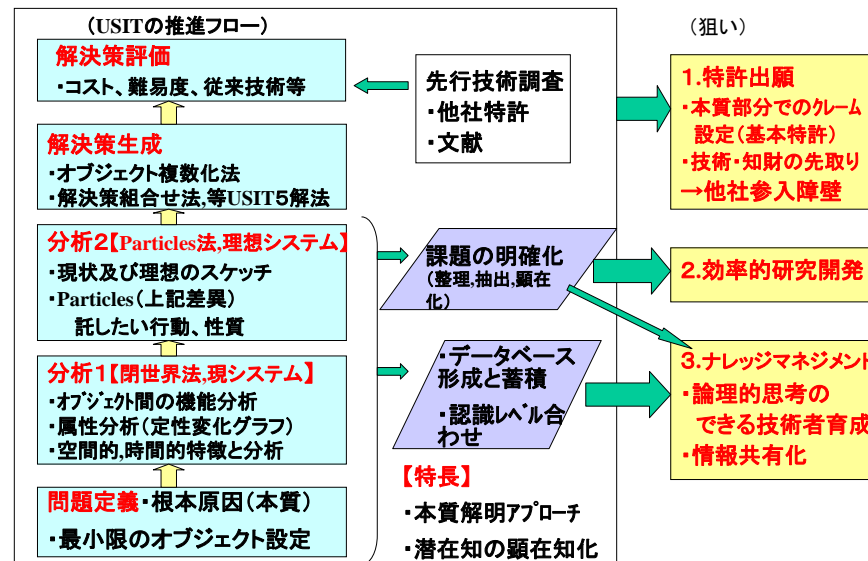 (USITの推進フロー)
解決策評価
・コスト、難易度、従来技術等
解決策生成
・オブジェクト複数化法
・解決策組合せ法,等USIT5解法
分析2【Particles法,理想システム】
・現状及び理想のスケッチ
・Particles(上記差異)
託したい行動、性質
分析1【閉世界法,現システム】
・オブジェクト間の機能分析
・属性分析(定性変化グラフ)
・空間的,時間的特徴と分析
問題定義・根本原因(本質)
・最小限のオブジェクト設定
先行技術調査
・他社特許
・文献
課題の明確化
(整理,抽出,顕在
化)
・データベース
形成と蓄積
・認識レベル合
わせ
【特長】
・本質解明アプローチ
・潜在知の顕在知化
(狙い)
1.特許出願
・本質部分でのクレーム
設定(基本特許)
・技術・知財の先取り
→他社参入障壁
2.効率的研究開発
3.ナレッジマネジメント
・論理的思考の
できる技術者育成
・情報共有化